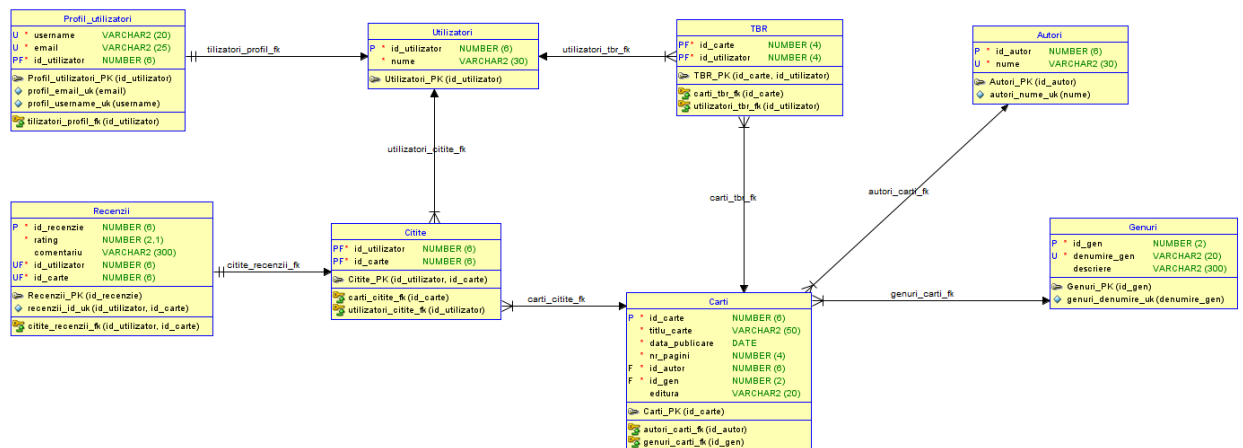 Profil_utilizatori
U * username VARCHAR2 (20)
U * email VARCHAR2 (25)
PF* id_utilizator NUMBER (6)
Profil_utilizatori_PK (id_utilizator)
profil_email_uk (email)
profil_username_uk (username)
tilizatori_profil_fk (id_utilizator)
tilizatori_profil_fk
Utilizatori
P * id_utilizator NUMBER (6)
* nume VARCHAR2 (30)
Utilizatori_PK (id_utilizator)
utilizatori_tbr_fk
TBR
PF* id_carte NUMBER (4)
PF* id_utilizator NUMBER (4)
TBR_PK (id_carte, id_utilizator)
carti_tbr_fk (id_carte)
utilizatori_tbr_fk (id_utilizator)
Autori
P * id_autor NUMBER (6)
U * nume VARCHAR2 (30)
Autori_PK (id_autor)
autori_nume_uk (nume)
utilizatori_citite_fk
carti_tbr_fk
autori_carti_fk
Recenzii
P * id_recenzie NUMBER (6)
* rating NUMBER (2,1)
comentariu VARCHAR2 (300)
UF* id_utilizator NUMBER (6)
UF* id_carte NUMBER (6)
Recenzii_PK (id_recenzie)
recenzii_id_uk (id_utilizator, id_carte)
citite_recenzii_fk (id_utilizator, id_carte)
citite_recenzii_fk
Citite
PF* id_utilizator NUMBER (6)
PF* id_carte NUMBER (6)
Citite_PK (id_utilizator, id_carte)
carti_citite_fk (id_carte)
utilizatori_citite_fk (id_utilizator)
carti_citite_fk
Carti
P * id_carte NUMBER (6)
* titlu_carte VARCHAR2 (50)
* data_publicare DATE
* nr_pagini NUMBER (4)
F * id_autor NUMBER (6)
F * id_gen NUMBER (2)
editura VARCHAR2 (20)
Carti_PK (id_carte)
autori_carti_fk (id_autor)
genuri_carti_fk (id_gen)
genuri_carti_fk
Genuri
P * id_gen NUMBER (2)
U * denumire_gen VARCHAR2 (20)
descriere VARCHAR2 (300)
Genuri_PK (id_gen)
genuri_denumire_uk (denumire_gen)